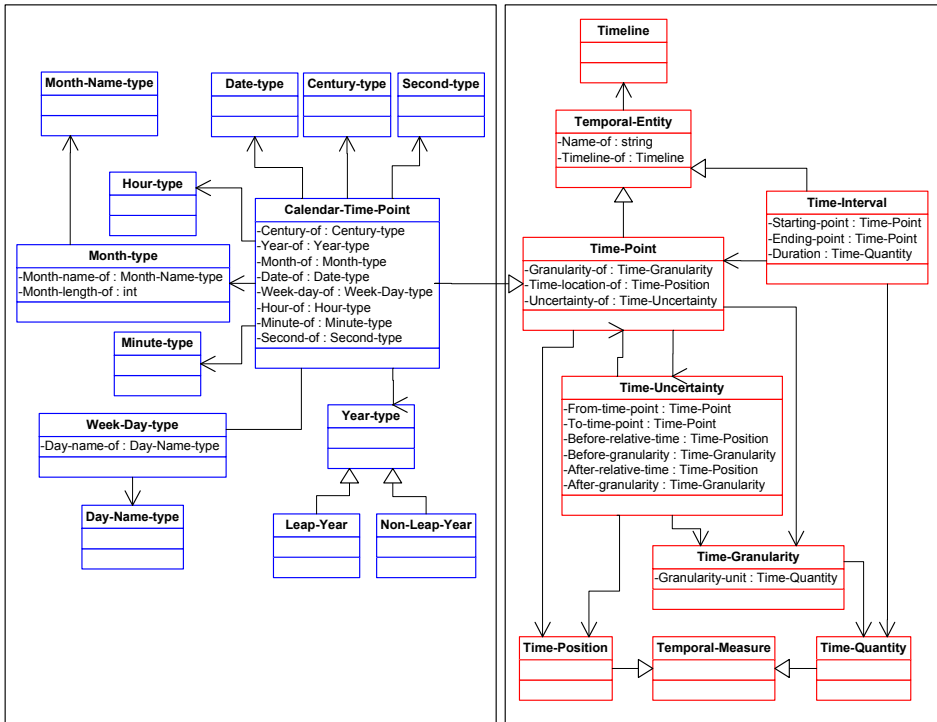 Month-Name-type
Date-type
Century-type
Second-type
Hour-type
Calendar-Time-Point
-Century-of : Century-type
-Year-of : Year-type
-Month-of : Month-type
-Date-of : Date-type
-Week-day-of : Week-Day-type
-Hour-of : Hour-type
-Minute-of : Minute-type
-Second-of : Second-type
Month-type
-Month-name-of : Month-Name-type
-Month-length-of : int
Minute-type
Week-Day-type
-Day-name-of : Day-Name-type
Year-type
Day-Name-type
Leap-Year
Non-Leap-Year
Timeline
Temporal-Entity
-Name-of : string
-Timeline-of : Timeline
Time-Interval
-Starting-point : Time-Point
-Ending-point : Time-Point
-Duration : Time-Quantity
Time-Point
-Granularity-of : Time-Granularity
-Time-location-of : Time-Position
-Uncertainty-of : Time-Uncertainty
Time-Uncertainty
-From-time-point : Time-Point
-To-time-point : Time-Point
-Before-relative-time : Time-Position
-Before-granularity : Time-Granularity
-After-relative-time : Time-Position
-After-granularity : Time-Granularity
Time-Granularity
-Granularity-unit : Time-Quantity
Time-Position
Temporal-Measure
Time-Quantity